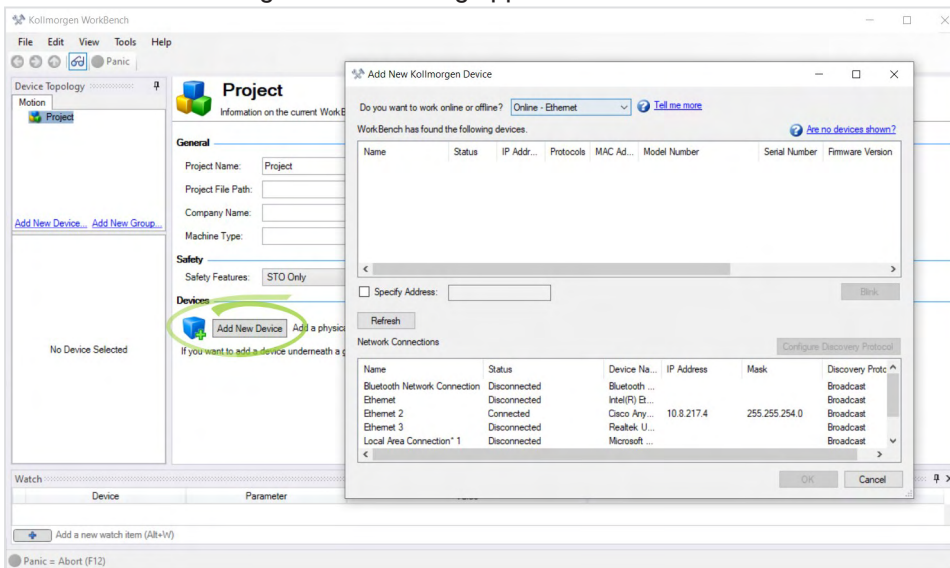 Kollmorgen WorkBench
File Edit View Tools Help
Panic
Device Topology
Motion
Project
Add New Device... Add New Group...
No Device Selected
Project
Information on the current WorkB
General
Project Name: Project
Project File Path:
Company Name:
Machine Type:
Safety
Safety Features: STO Only
Devices
Add New Device Add a physica
If you want to add a device underneath a g
Add New Kollmorgen Device
Do you want to work online or offline? Online - Ethernet Tell me more
WorkBench has found the following devices. Are no devices shown?
Name Status IP Addr... Protocols MAC Ad... Model Number Serial Number Firmware Version
Specify Address: Blink
Refresh
Network Connections Configure Discovery Protocol
Name Status Device Na... IP Address Mask Discovery Protc
Bluetooth Network Connection Disconnected Bluetooth ... Broadcast
Ethernet Disconnected Intel(R) Et... Broadcast
Ethernet 2 Connected Cisco Any... 10.8.217.4 255.255.254.0 Broadcast
Ethernet 3 Disconnected Realtek U... Broadcast
Local Area Connection* 1 Disconnected Microsoft ... Broadcast
OK Cancel
Watch
Device Parameter
Add a new watch item (Alt+W)
Panic = Abort (F12)